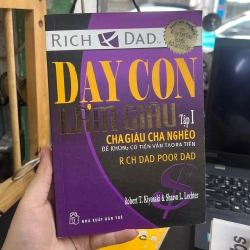 RICH DAD
DẠY CON
LÀM GIÀU
Tập I
CHA GIÀU CHA NGHÈO
ĐỂ KHÔNG CÓ TIỀN VẪN TẠO RA TIỀN
R CH DAD POOR DAD
Robert T. Kiyosaki & Sharon L. Lechter
NHÀ XUẤT BẢN TRẺ